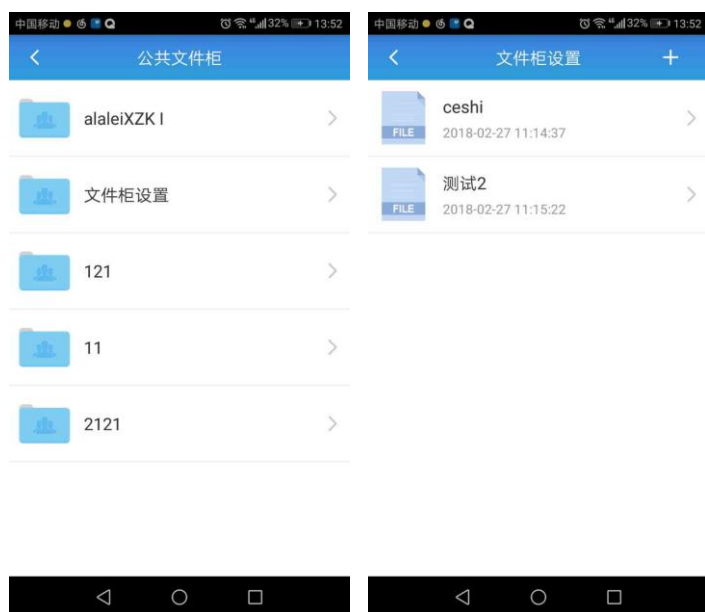 中国移动 32% 13:52
公共文件柜
alaleiXZK I
文件柜设置
121
11
2121
中国移动 32% 13:52
文件柜设置
ceshi
FILE 2018-02-27 11:14:37
测试2
FILE 2018-02-27 11:15:22